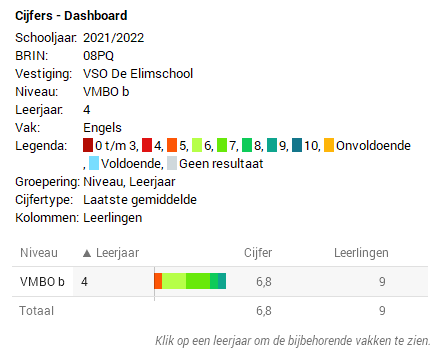 Cijfers - Dashboard
Schooljaar: 2021/2022
BRIN: 08PQ
Vestiging: VSO De Elimschool
Niveau: VMBO b
Leerjaar: 4
Vak: Engels
Legenda: 0 t/m 3, 4, 5, 6, 7, 8, 9, 10, Onvoldoende
, Voldoende, Geen resultaat
Groepering: Niveau, Leerjaar
Cijfertype: Laatste gemiddelde
Kolommen: Leerlingen
Niveau ▲ Leerjaar Cijfer Leerlingen
VMBO b 4 6,8 9
Totaal 6,8 9
Klik op een leerjaar om de bijbehorende vakken te zien.